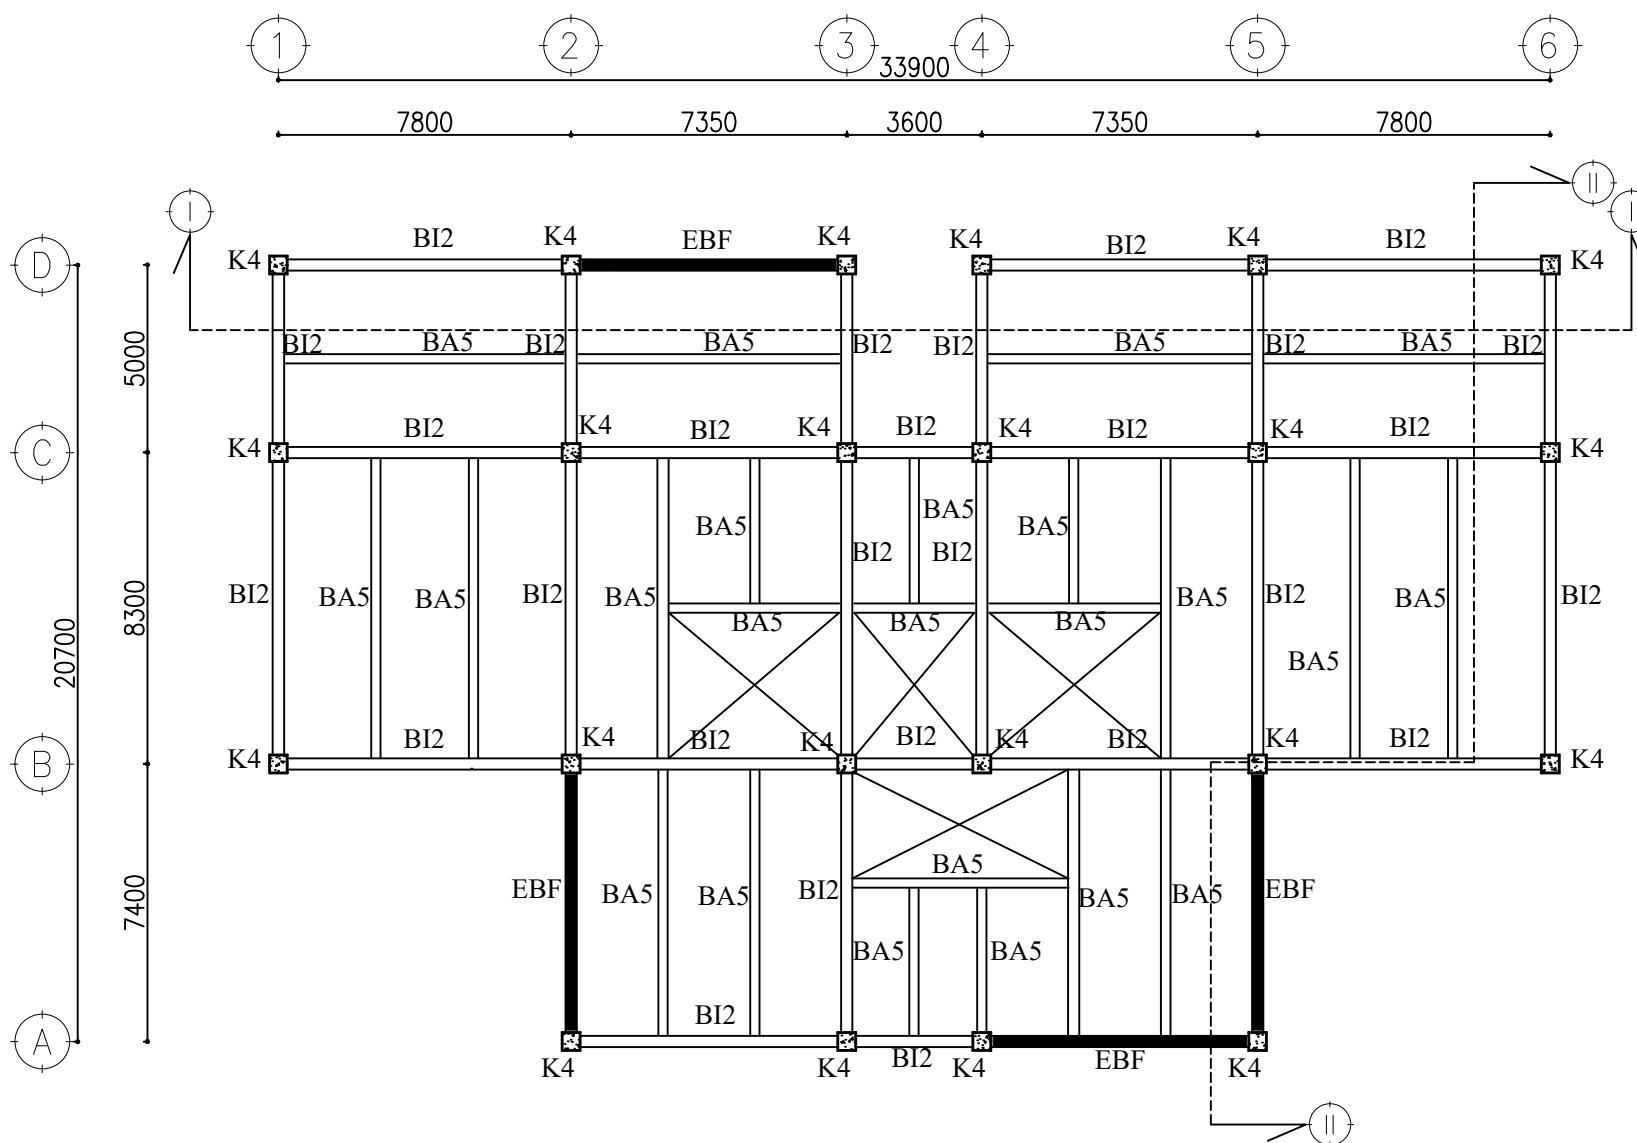 1 2 3 4 5 6
33900
7800 7350 3600 7350 7800
II
I I
K4 EBF K4 K4 K4
BI2 BI2 BI2
D K4 K4
5000
BI2 BA5 BI2 BA5 BI2 BI2 BA5 BI2 BA5 BI2
BI2 K4 BI2 K4 BI2 K4 BI2 K4 BI2
C K4 K4
BA5 BA5 BA5
BI2 BI2
8300
BI2 BA5 BA5 BI2 BA5 BA5 BI2 BA5 BI2
BA5 BA5 BA5
20700
BA5
BI2 K4 BI2 K4 BI2 K4 BI2 K4 BI2
B K4 K4
7400
BA5
EBF BA5 BA5 BI2 BA5 BA5 EBF
BA5 BA5
BI2
A
K4 K4 BI2 K4 EBF K4
II